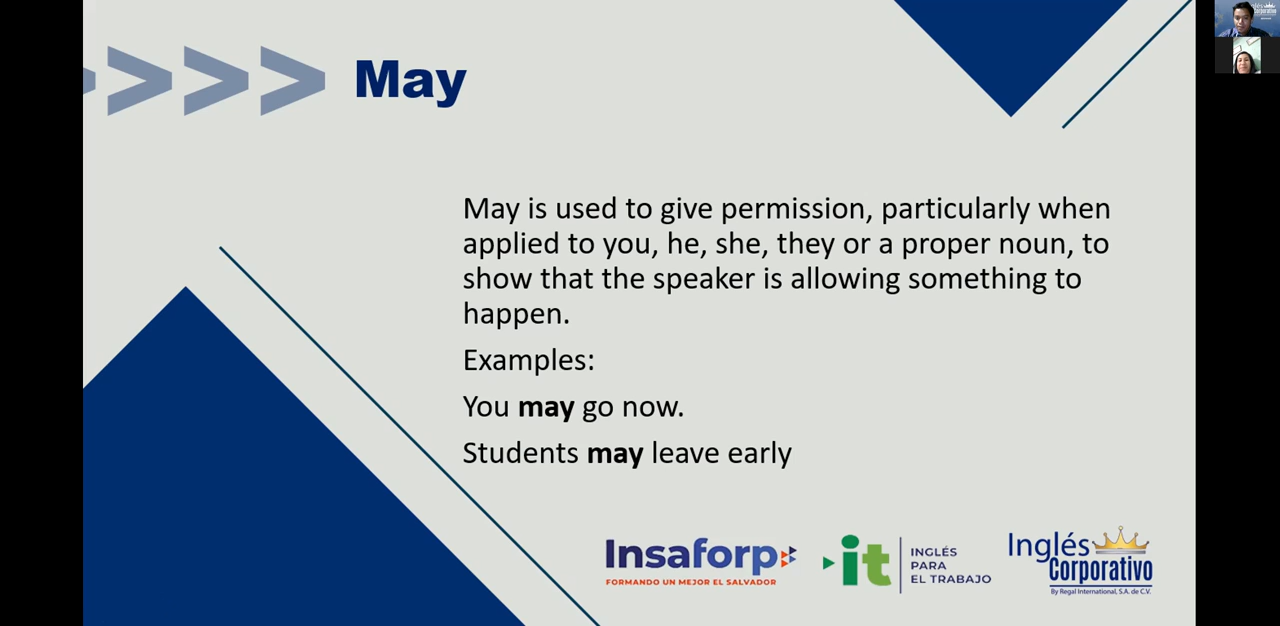 May
May is used to give permission, particularly when
applied to you, he, she, they or a proper noun, to
show that the speaker is allowing something to
happen.
Examples:
You may go now.
Students may leave early
Insaforp
FORMANDO UN MEJOR EL SALVADOR
it
INGLÉS
PARA
EL TRABAJO
Inglés
Corporativo
By Regal International, S.A. de C.V.